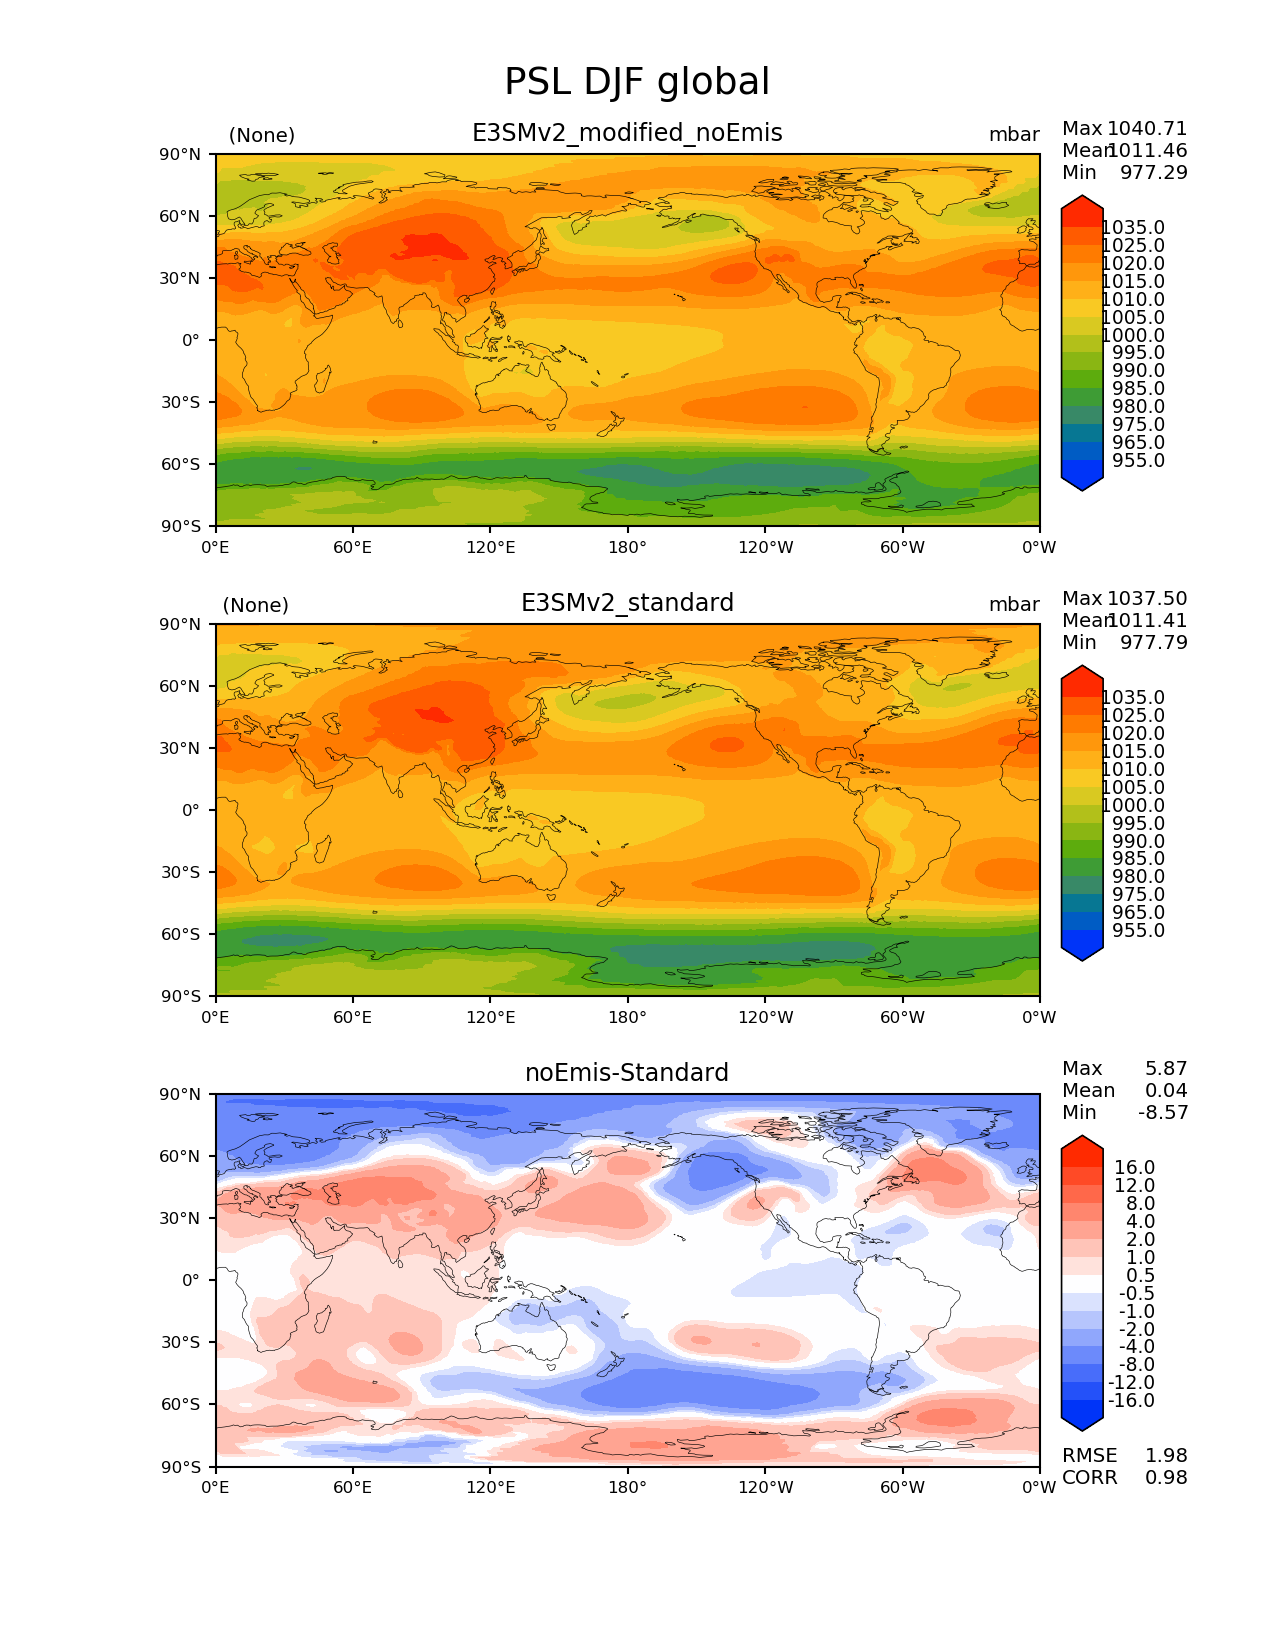 PSL DJF global
(None) E3SMv2_modified_noEmis mbar
Max 1040.71
Mean 1011.46
Min 977.29
90°N
60°N
30°N
0°
30°S
60°S
90°S
0°E 60°E 120°E 180° 120°W 60°W 0°W
1035.0
1025.0
1020.0
1015.0
1010.0
1005.0
1000.0
995.0
990.0
985.0
980.0
975.0
965.0
955.0
(None) E3SMv2_standard mbar
Max 1037.50
Mean 1011.41
Min 977.79
90°N
60°N
30°N
0°
30°S
60°S
90°S
0°E 60°E 120°E 180° 120°W 60°W 0°W
1035.0
1025.0
1020.0
1015.0
1010.0
1005.0
1000.0
995.0
990.0
985.0
980.0
975.0
965.0
955.0
noEmis-Standard
Max 5.87
Mean 0.04
Min -8.57
90°N
60°N
30°N
0°
30°S
60°S
90°S
0°E 60°E 120°E 180° 120°W 60°W 0°W
16.0
12.0
8.0
4.0
2.0
1.0
0.5
-0.5
-1.0
-2.0
-4.0
-8.0
-12.0
-16.0
RMSE 1.98
CORR 0.98